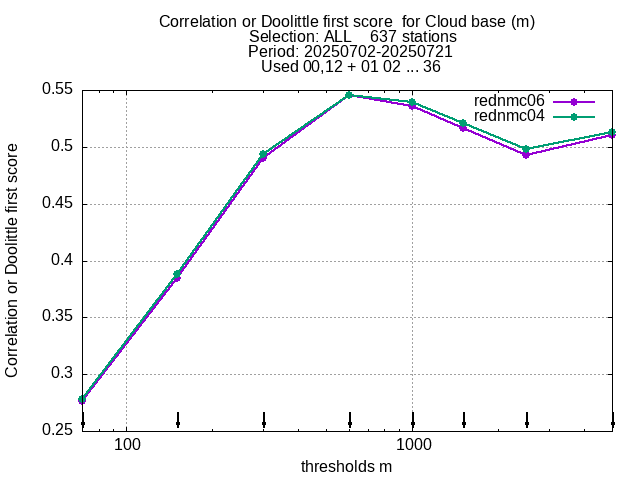 Correlation or Doolittle first score  for Cloud base (m)
Selection: ALL    637 stations
Period: 20250702-20250721
Used 00,12 + 01 02 ... 36
rednmc06
rednmc04
Correlation or Doolittle first score
0.55
0.5
0.45
0.4
0.35
0.3
0.25
100
1000
thresholds m